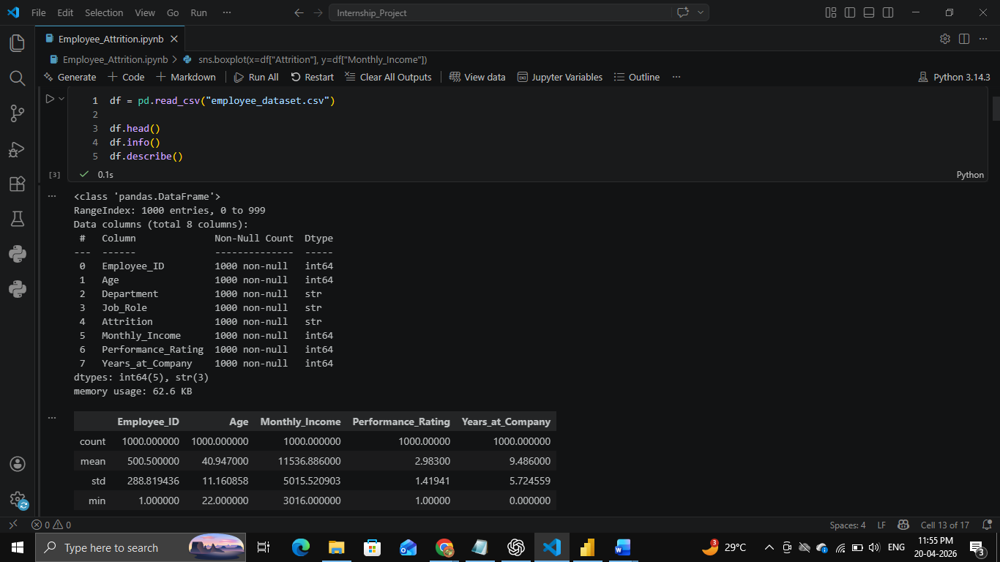 File Edit Selection View Go Run ···
Internship_Project
Employee_Attrition.ipynb
Employee_Attrition.ipynb > sns.boxplot(x=df["Attrition"], y=df["Monthly_Income"])
Generate + Code + Markdown Run All Restart Clear All Outputs View data Jupyter Variables Outline ··· Python 3.14.3
1 df = pd.read_csv("employee_dataset.csv")
2
3 df.head()
4 df.info()
5 df.describe()
[3] 0.1s Python
··· <class 'pandas.DataFrame'>
RangeIndex: 1000 entries, 0 to 999
Data columns (total 8 columns):
# Column Non-Null Count Dtype
--- ------ -------------- -----
0 Employee_ID 1000 non-null int64
1 Age 1000 non-null int64
2 Department 1000 non-null str
3 Job_Role 1000 non-null str
4 Attrition 1000 non-null str
5 Monthly_Income 1000 non-null int64
6 Performance_Rating 1000 non-null int64
7 Years_at_Company 1000 non-null int64
dtypes: int64(5), str(3)
memory usage: 62.6 KB
···
Employee_ID Age Monthly_Income Performance_Rating Years_at_Company
count 1000.000000 1000.000000 1000.000000 1000.00000 1000.000000
mean 500.500000 40.947000 11536.886000 2.98300 9.486000
std 288.819436 11.160858 5015.520903 1.41941 5.724559
min 1.000000 22.000000 3016.000000 1.00000 0.000000
0 0 Spaces: 4 LF Cell 13 of 17
Type here to search 3 29°C ENG 11:55 PM
20-04-2026 3